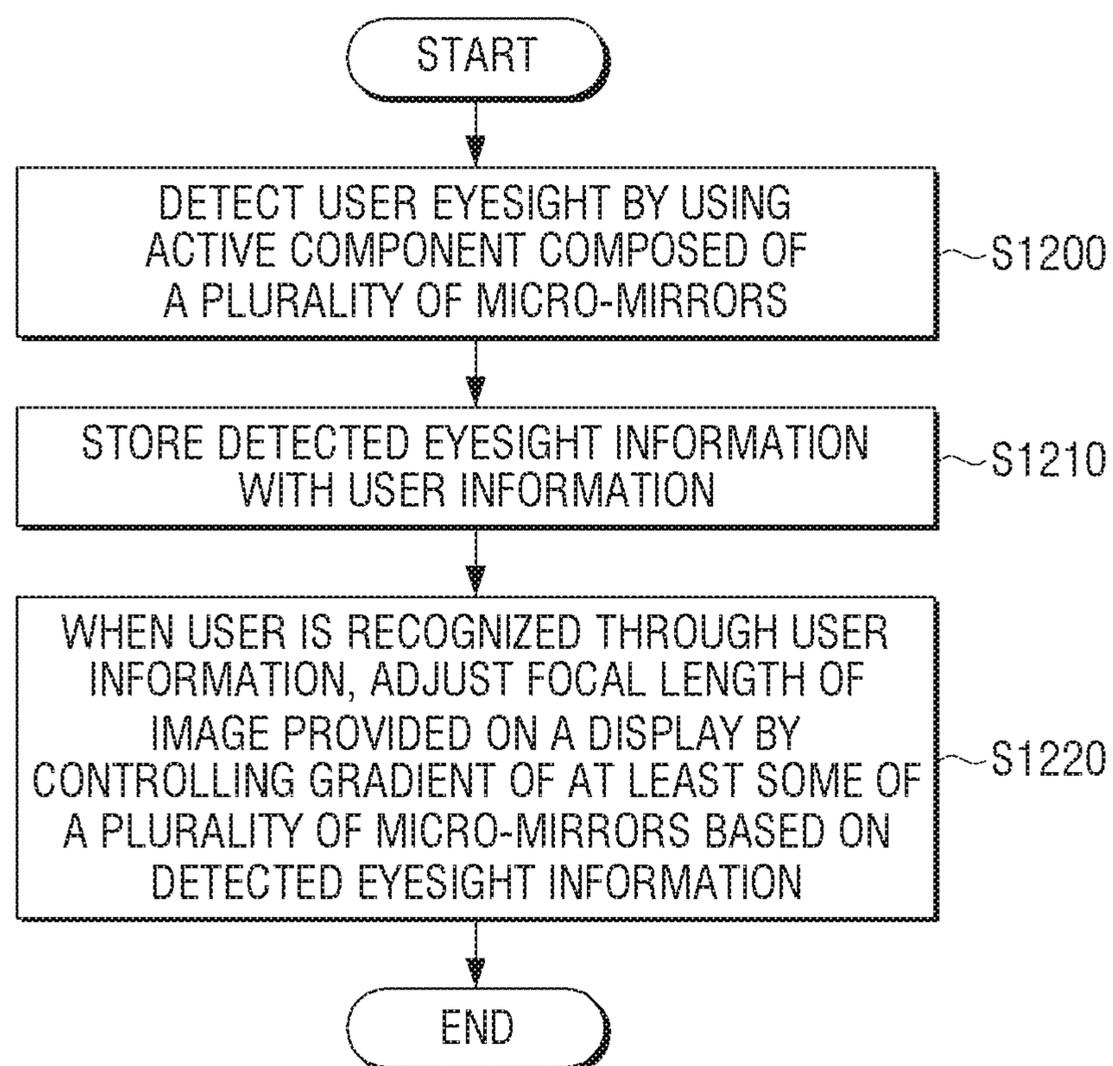 START
DETECT USER EYESIGHT BY USING
ACTIVE COMPONENT COMPOSED OF
A PLURALITY OF MICRO-MIRRORS
S1200
STORE DETECTED EYESIGHT INFORMATION
WITH USER INFORMATION
S1210
WHEN USER IS RECOGNIZED THROUGH USER
INFORMATION, ADJUST FOCAL LENGTH OF
IMAGE PROVIDED ON A DISPLAY BY
CONTROLLING GRADIENT OF AT LEAST SOME OF
A PLURALITY OF MICRO-MIRRORS BASED ON
DETECTED EYESIGHT INFORMATION
S1220
END